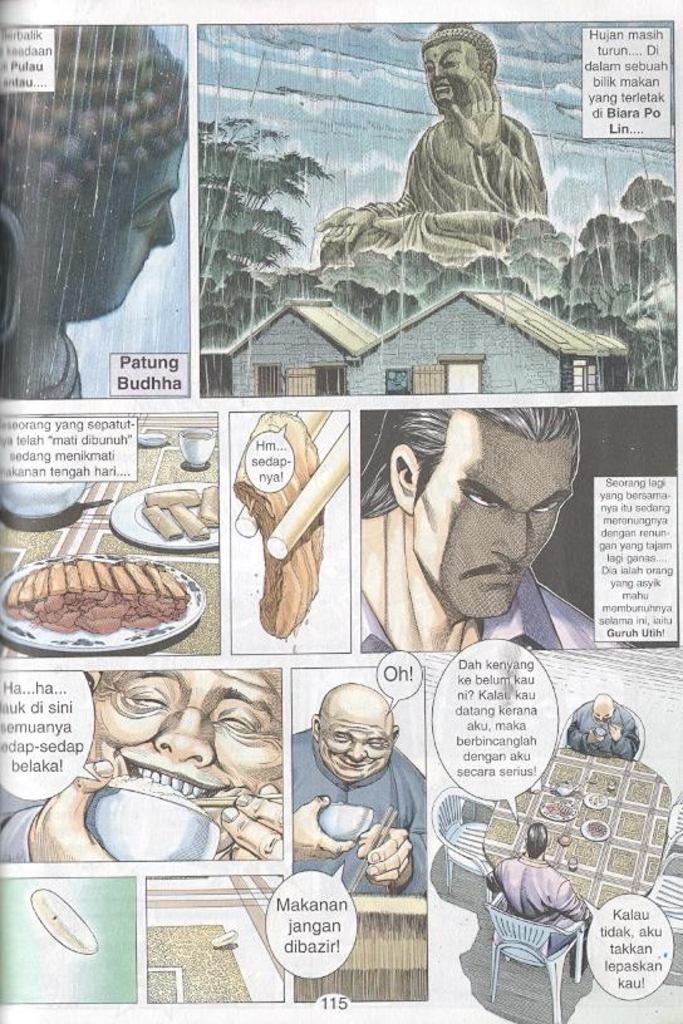 keadaan
Pulau
Hujan masih
turun.... Di
dalam sebuah
bilik makan
yang terletak
di Biara Po
Lin....
Patung
Budhha
yang sepatut-
telah "mati dibunuh"
sedang menikmati
tengah hari....
Hm...
sedap-
nya!
Seorang lagi
yang bersama-
nya itu sedang
merenungnya
dengan renun-
gan yang tajam
lagi ganas....
Dia ialah orang
yang asyik
mahu
membunuhnya
selama ini, iaitu
Guruh Utih!
Ha...ha...
di sini
semuanya
belaka!
Oh!
Makanan
jangan
dibazir!
Dah kenyang
ke belum kau
ni? Kalau kau
datang kerana
aku, maka
berbincanglah
dengan aku
secara serius!
Kalau
tidak, aku
takkan
lepaskan
kau!
115